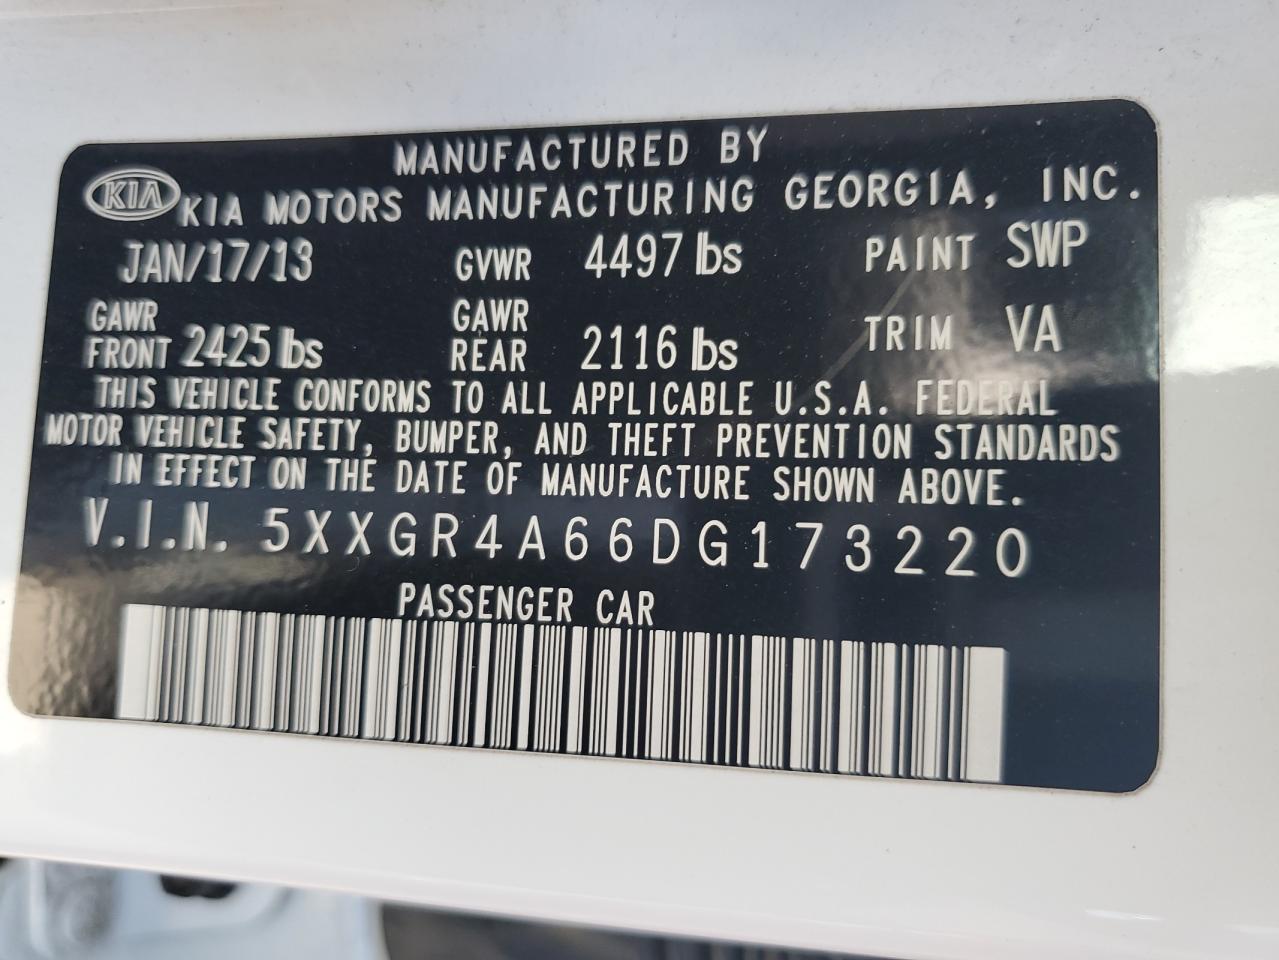 MANUFACTURED BY
KIA KIA MOTORS MANUFACTURING GEORGIA, INC.
JAN/17/13 GVWR 4497 lbs PAINT SWP
GAWR FRONT 2425 lbs GAWR REAR 2116 lbs TRIM VA
THIS VEHICLE CONFORMS TO ALL APPLICABLE U.S.A. FEDERAL
MOTOR VEHICLE SAFETY, BUMPER, AND THEFT PREVENTION STANDARDS
IN EFFECT ON THE DATE OF MANUFACTURE SHOWN ABOVE.
V.I.N. 5XXGR4A66DG173220
PASSENGER CAR